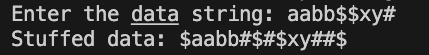 Enter the data string: aabb$$xy#
Stuffed data: $aabb#$#$xy##$